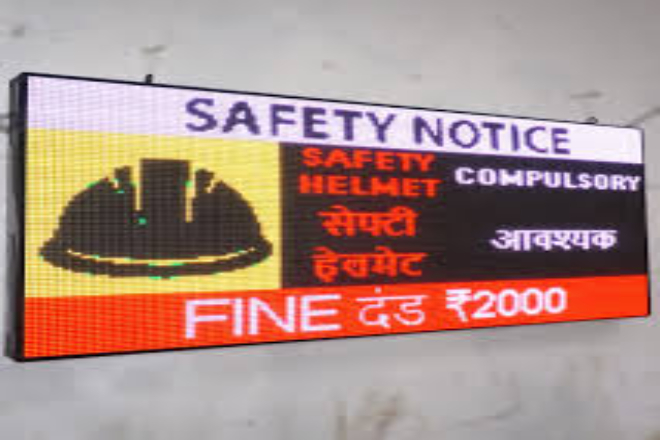 SAFETY NOTICE
SAFETY
HELMET
COMPULSORY
सेफ्टी
हेलमेट
आवश्यक
FINE दंड ₹2000